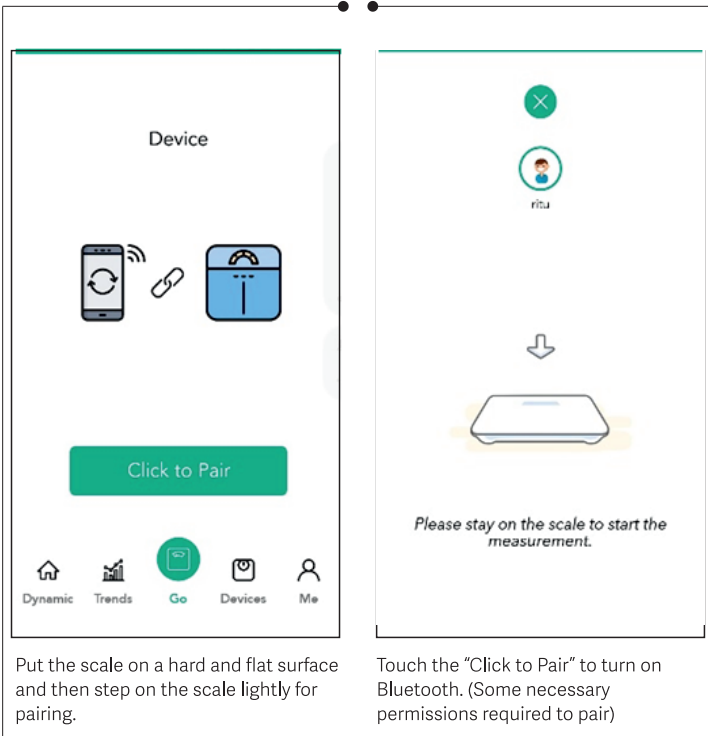 Device
Click to Pair
Dynamic Trends Go Devices Me
Put the scale on a hard and flat surface
and then step on the scale lightly for
pairing.
ritu
Please stay on the scale to start the
measurement.
Touch the “Click to Pair” to turn on
Bluetooth. (Some necessary
permissions required to pair)